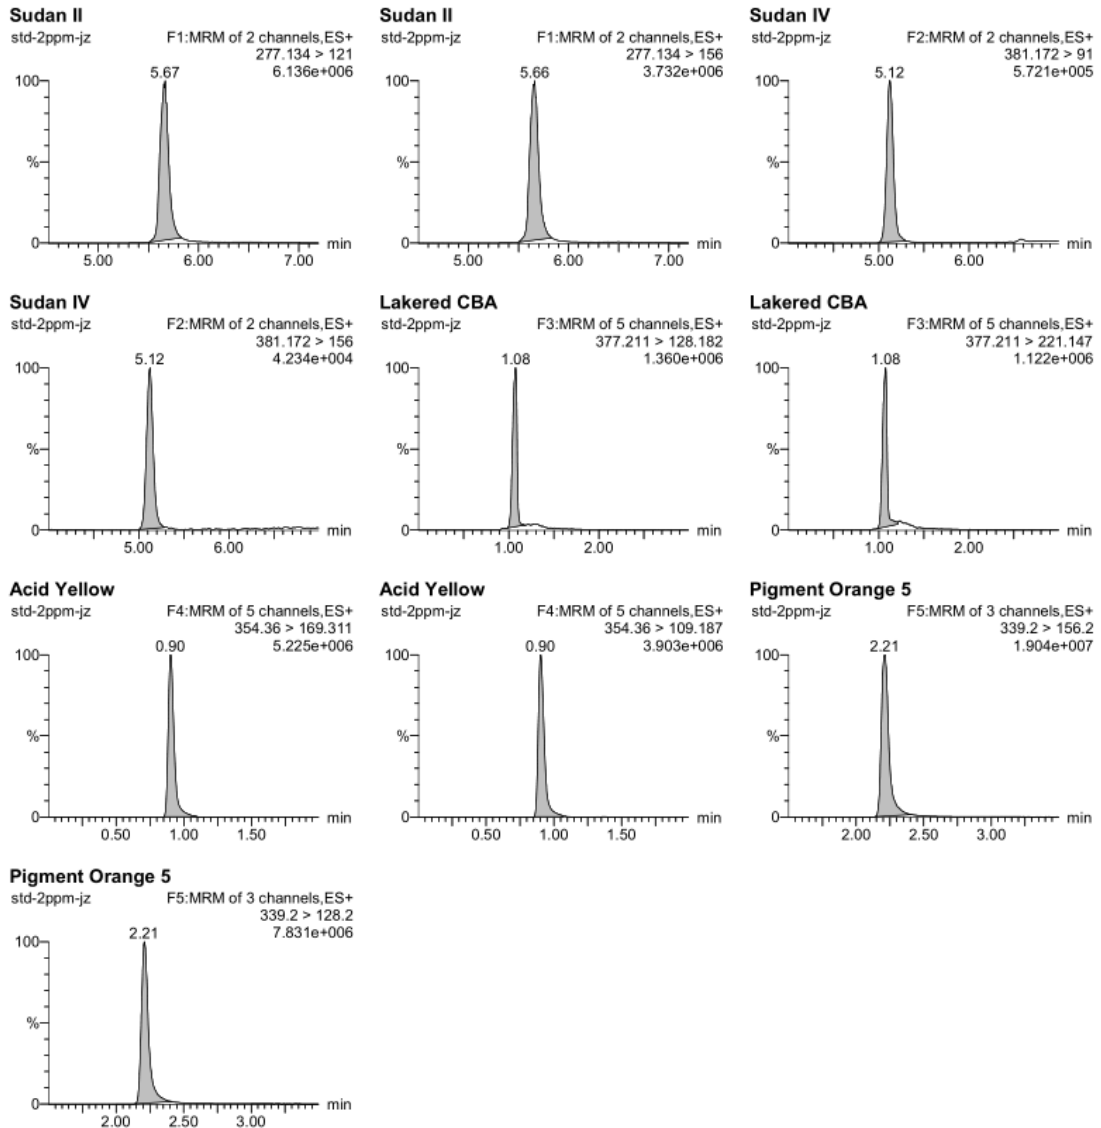 Sudan II
std-2ppm-jz
F1:MRM of 2 channels,ES+
277.134 > 121
6.136e+006
5.67
100
%
0
min
5.00 6.00 7.00
Sudan II
std-2ppm-jz
F1:MRM of 2 channels,ES+
277.134 > 156
3.732e+006
5.66
100
%
0
min
5.00 6.00 7.00
Sudan IV
std-2ppm-jz
F2:MRM of 2 channels,ES+
381.172 > 91
5.721e+005
5.12
100
%
0
min
5.00 6.00
Sudan IV
std-2ppm-jz
F2:MRM of 2 channels,ES+
381.172 > 156
4.234e+004
5.12
100
%
0
min
5.00 6.00
Lakered CBA
std-2ppm-jz
F3:MRM of 5 channels,ES+
377.211 > 128.182
1.360e+006
1.08
100
%
0
min
1.00 2.00
Lakered CBA
std-2ppm-jz
F3:MRM of 5 channels,ES+
377.211 > 221.147
1.122e+006
1.08
100
%
0
min
1.00 2.00
Acid Yellow
std-2ppm-jz
F4:MRM of 5 channels,ES+
354.36 > 169.311
5.225e+006
0.90
100
%
0
min
0.50 1.00 1.50
Acid Yellow
std-2ppm-jz
F4:MRM of 5 channels,ES+
354.36 > 109.187
3.903e+006
0.90
100
%
0
min
0.50 1.00 1.50
Pigment Orange 5
std-2ppm-jz
F5:MRM of 3 channels,ES+
339.2 > 156.2
1.904e+007
2.21
100
%
0
min
2.00 2.50 3.00
Pigment Orange 5
std-2ppm-jz
F5:MRM of 3 channels,ES+
339.2 > 128.2
7.831e+006
2.21
100
%
0
min
2.00 2.50 3.00